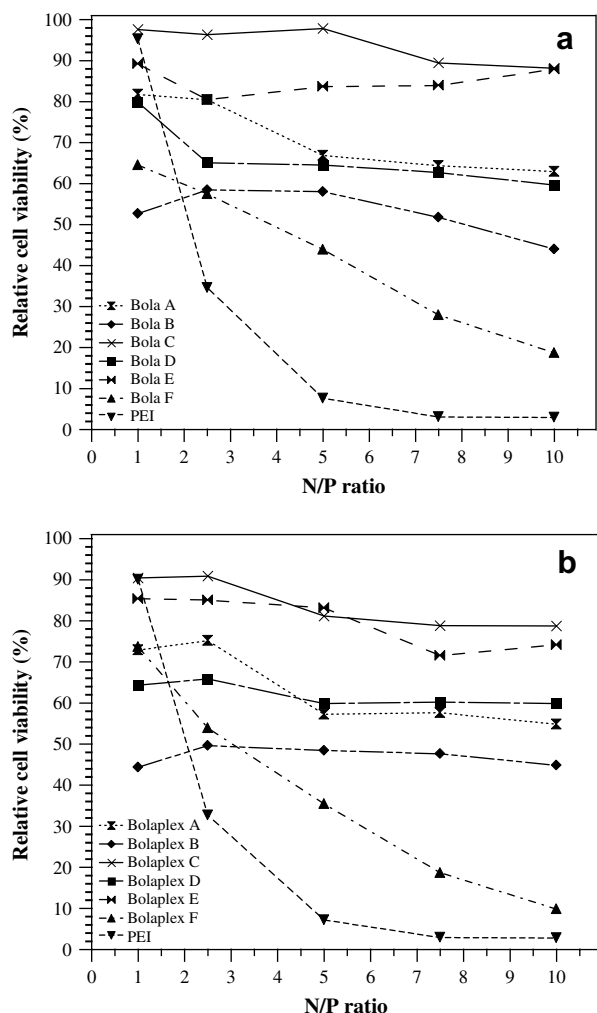 a
100
90
80
70
60
50
40
30
20
10
0
Relative cell viability (%)
Bola A
Bola B
Bola C
Bola D
Bola E
Bola F
PEI
0 1 2 3 4 5 6 7 8 9 10
N/P ratio
b
100
90
80
70
60
50
40
30
20
10
0
Relative cell viability (%)
Bolaplex A
Bolaplex B
Bolaplex C
Bolaplex D
Bolaplex E
Bolaplex F
PEI
0 1 2 3 4 5 6 7 8 9 10
N/P ratio